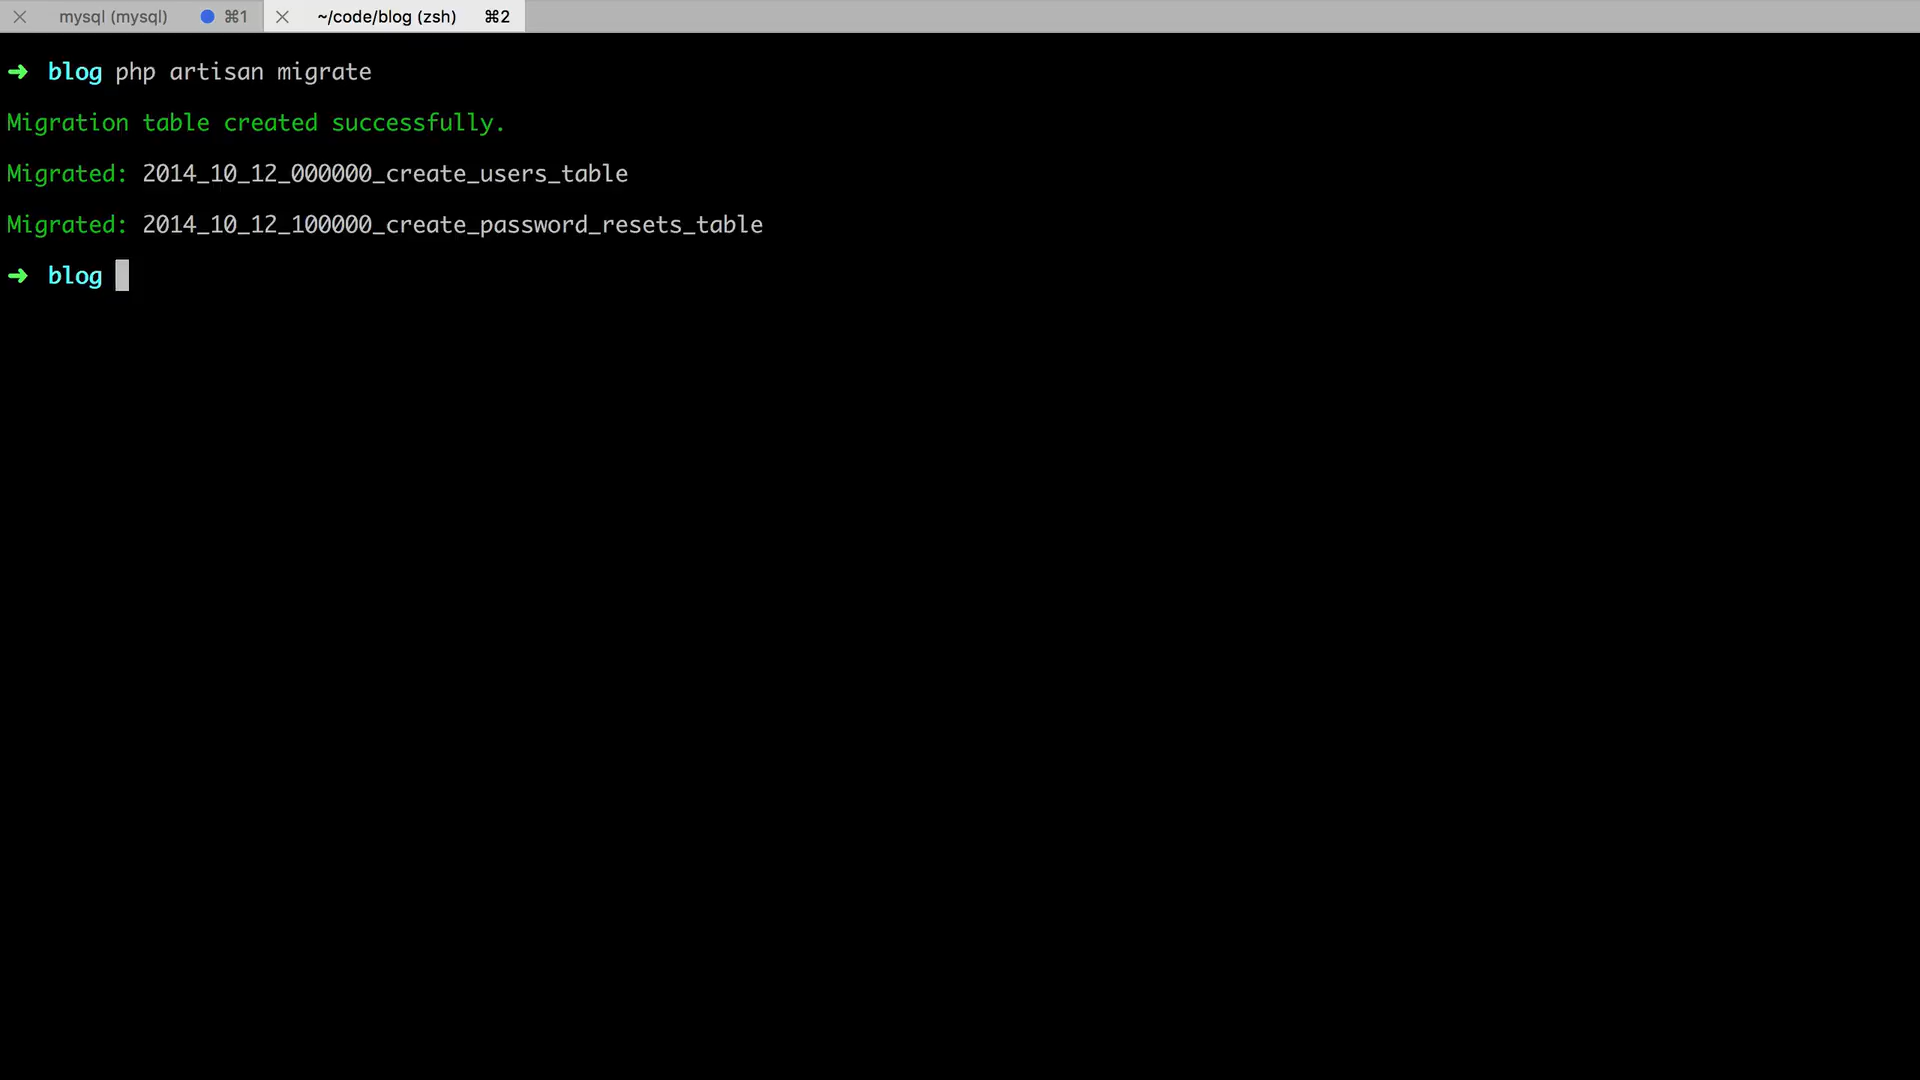 mysql (mysql) ⌘1 ~/code/blog (zsh) ⌘2
➜ blog php artisan migrate
Migration table created successfully.
Migrated: 2014_10_12_000000_create_users_table
Migrated: 2014_10_12_100000_create_password_resets_table
➜ blog